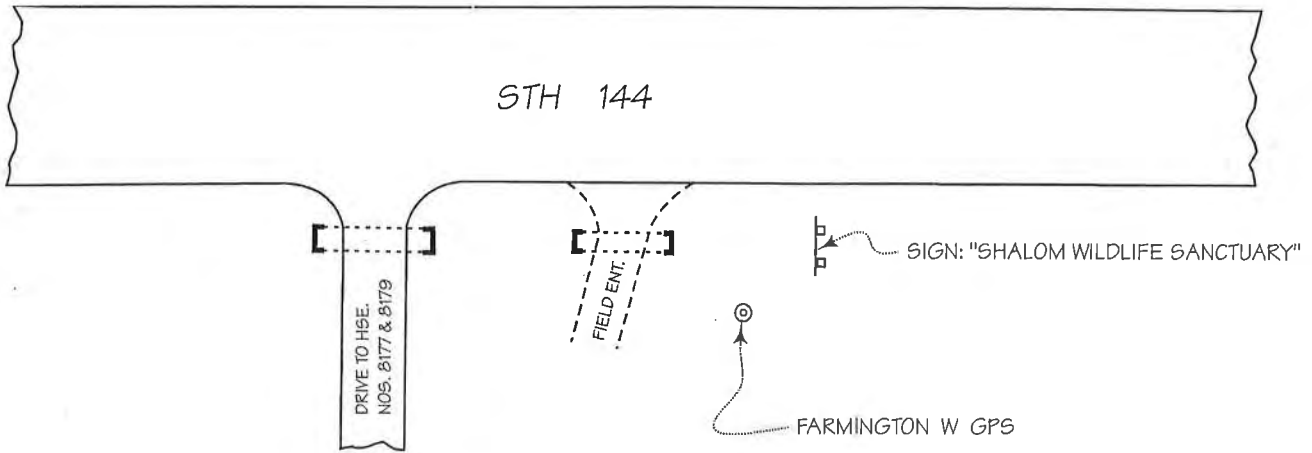 STH 144
SIGN: "SHALOM WILDLIFE SANCTUARY"
FIELD ENT.
DRIVE TO HSE.
NOS. 8177 & 8179
FARMINGTON W GPS